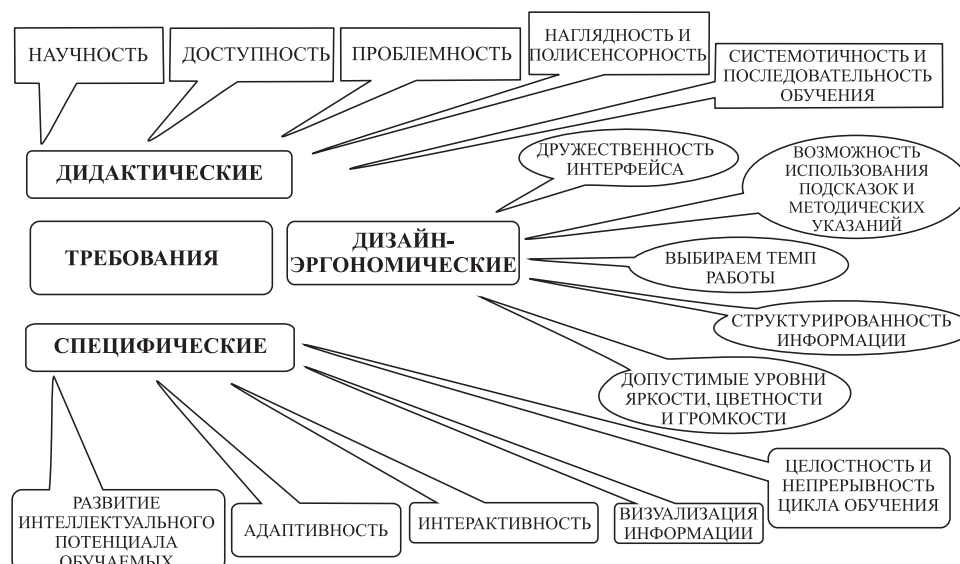 НАУЧНОСТЬ
ДОСТУПНОСТЬ
ПРОБЛЕМНОСТЬ
НАГЛЯДНОСТЬ И
ПОЛИСЕНСОРНОСТЬ
СИСТЕМОТИЧНОСТЬ И
ПОСЛЕДОВАТЕЛЬНОСТЬ
ОБУЧЕНИЯ
ДИДАКТИЧЕСКИЕ
ДРУЖЕСТВЕННОСТЬ
ИНТЕРФЕЙСА
ВОЗМОЖНОСТЬ
ИСПОЛЬЗОВАНИЯ
ПОДСКАЗОК И
МЕТОДИЧЕСКИХ
УКАЗАНИЙ
ТРЕБОВАНИЯ
ДИЗАЙН-
ЭРГОНОМИЧЕСКИЕ
ВЫБИРАЕМ ТЕМП
РАБОТЫ
СТРУКТУРИРОВАННОСТЬ
ИНФОРМАЦИИ
СПЕЦИФИЧЕСКИЕ
ДОПУСТИМЫЕ УРОВНИ
ЯРКОСТИ, ЦВЕТНОСТИ
И ГРОМКОСТИ
РАЗВИТИЕ
ИНТЕЛЛЕКТУАЛЬНОГО
ПОТЕНЦИАЛА
ОБУЧАЕМЫХ
АДАПТИВНОСТЬ
ИНТЕРАКТИВНОСТЬ
ВИЗУАЛИЗАЦИЯ
ИНФОРМАЦИИ
ЦЕЛОСТНОСТЬ И
НЕПРЕРЫВНОСТЬ
ЦИКЛА ОБУЧЕНИЯ